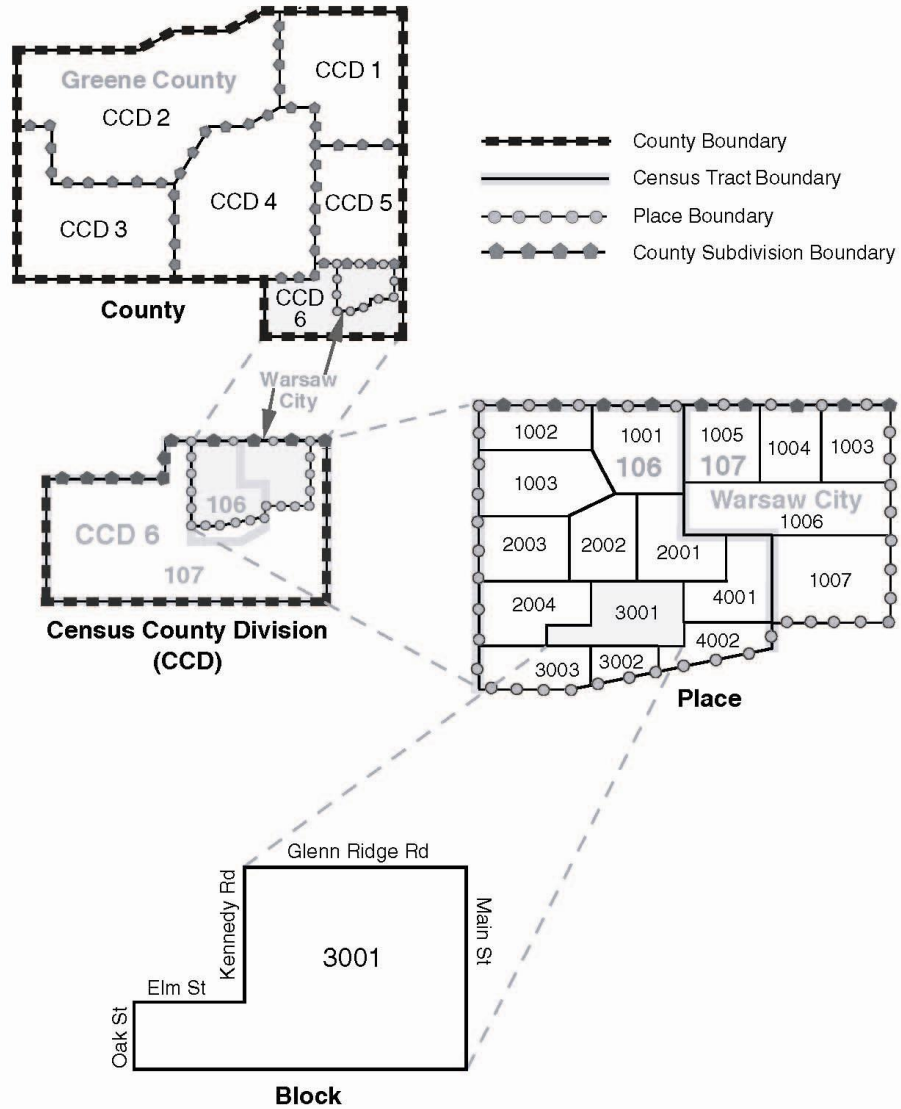 CCD 1
Greene County
CCD 2
CCD 4
CCD 5
CCD 3
CCD
6
County
County Boundary
Census Tract Boundary
Place Boundary
County Subdivision Boundary
Warsaw
City
106
CCD 6
107
Census County Division
(CCD)
1002
1001
1005
1004
1003
106
107
1003
Warsaw City
1006
2003
2002
2001
1007
2004
3001
4001
4002
3003
3002
Place
Glenn Ridge Rd
Kennedy Rd
Main St
3001
Elm St
Oak St
Block